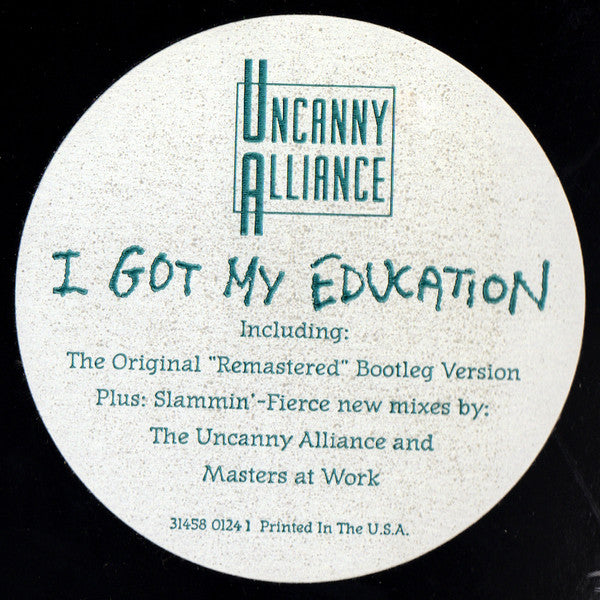 UNCANNY
ALLIANCE
I GOT MY EDUCATION
Including:
The Original "Remastered" Bootleg Version
Plus: Slammin'-Fierce new mixes by:
The Uncanny Alliance and
Masters at Work
31458 0124 1 Printed In The U.S.A.